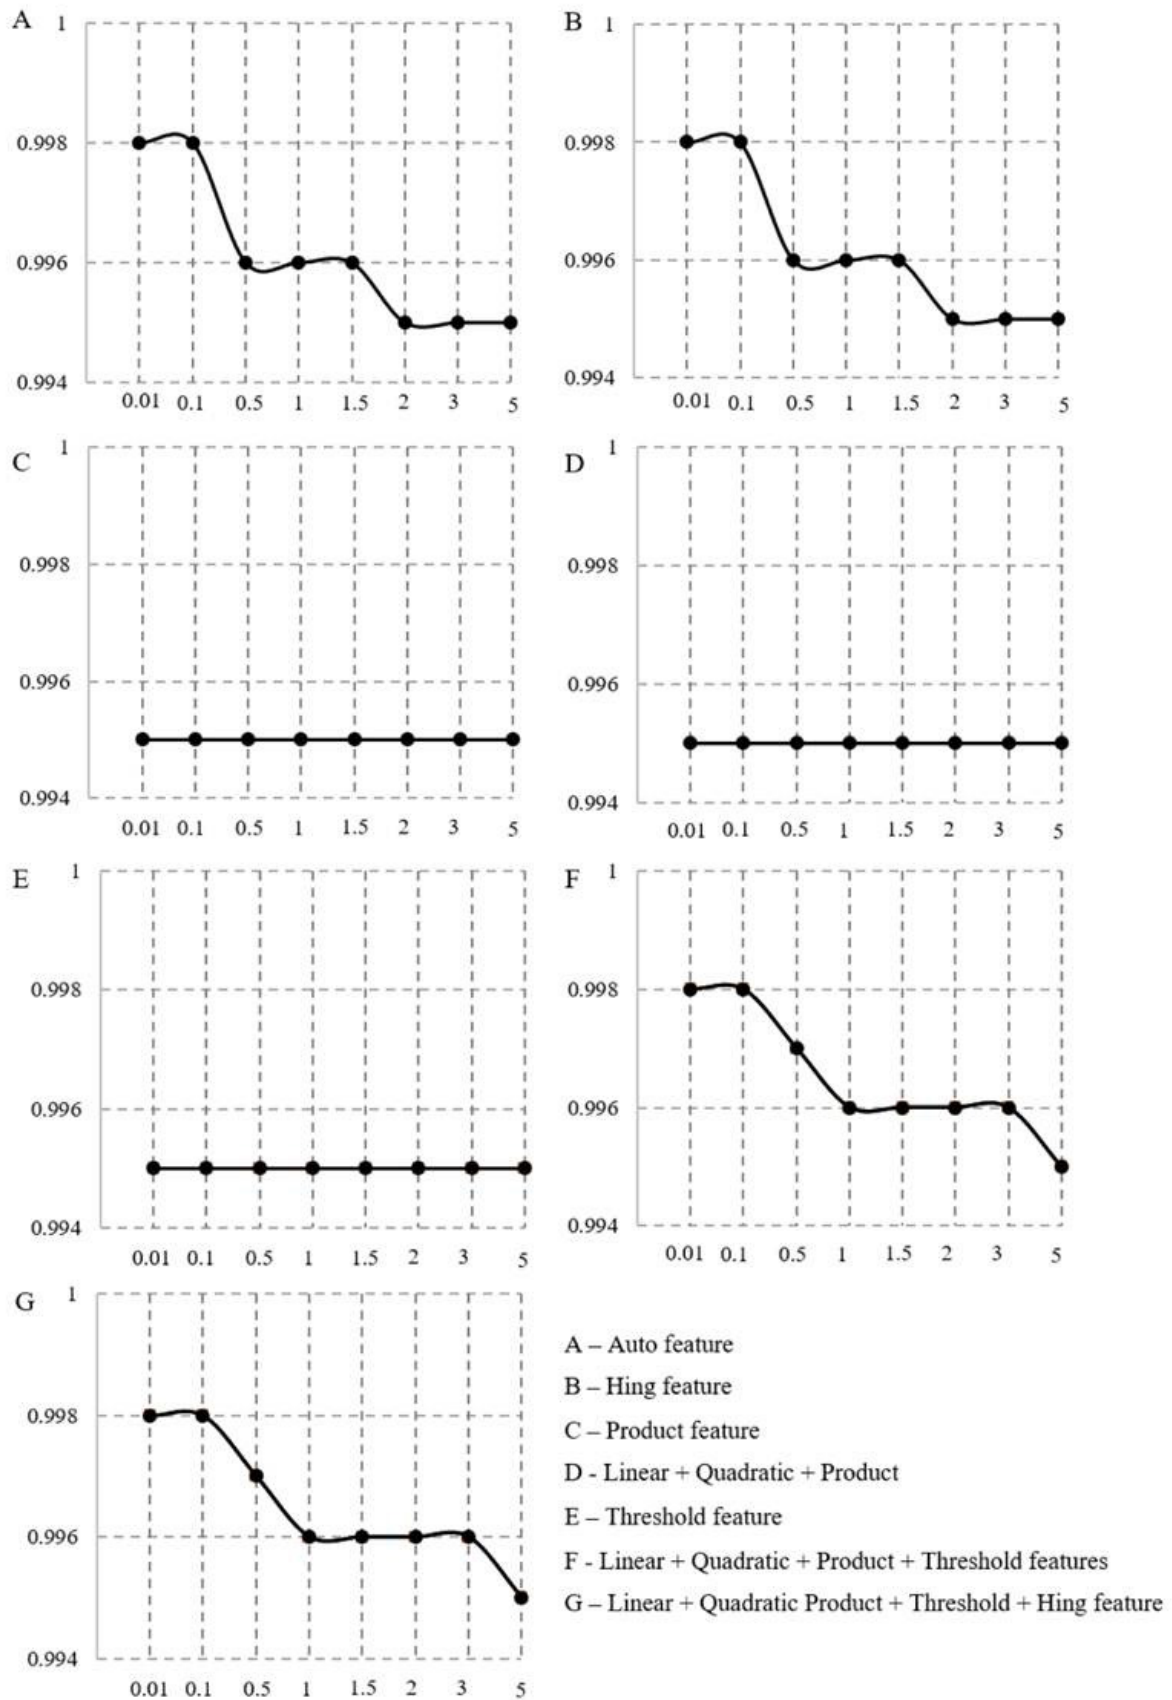 A
1
0.998
0.996
0.994
0.01 0.1 0.5 1 1.5 2 3 5
B
1
0.998
0.996
0.994
0.01 0.1 0.5 1 1.5 2 3 5
C
1
0.998
0.996
0.994
0.01 0.1 0.5 1 1.5 2 3 5
D
1
0.998
0.996
0.994
0.01 0.1 0.5 1 1.5 2 3 5
E
1
0.998
0.996
0.994
0.01 0.1 0.5 1 1.5 2 3 5
F
1
0.998
0.996
0.994
0.01 0.1 0.5 1 1.5 2 3 5
G
1
0.998
0.996
0.994
0.01 0.1 0.5 1 1.5 2 3 5
A – Auto feature
B – Hing feature
C – Product feature
D - Linear + Quadratic + Product
E – Threshold feature
F - Linear + Quadratic + Product + Threshold features
G – Linear + Quadratic Product + Threshold + Hing feature